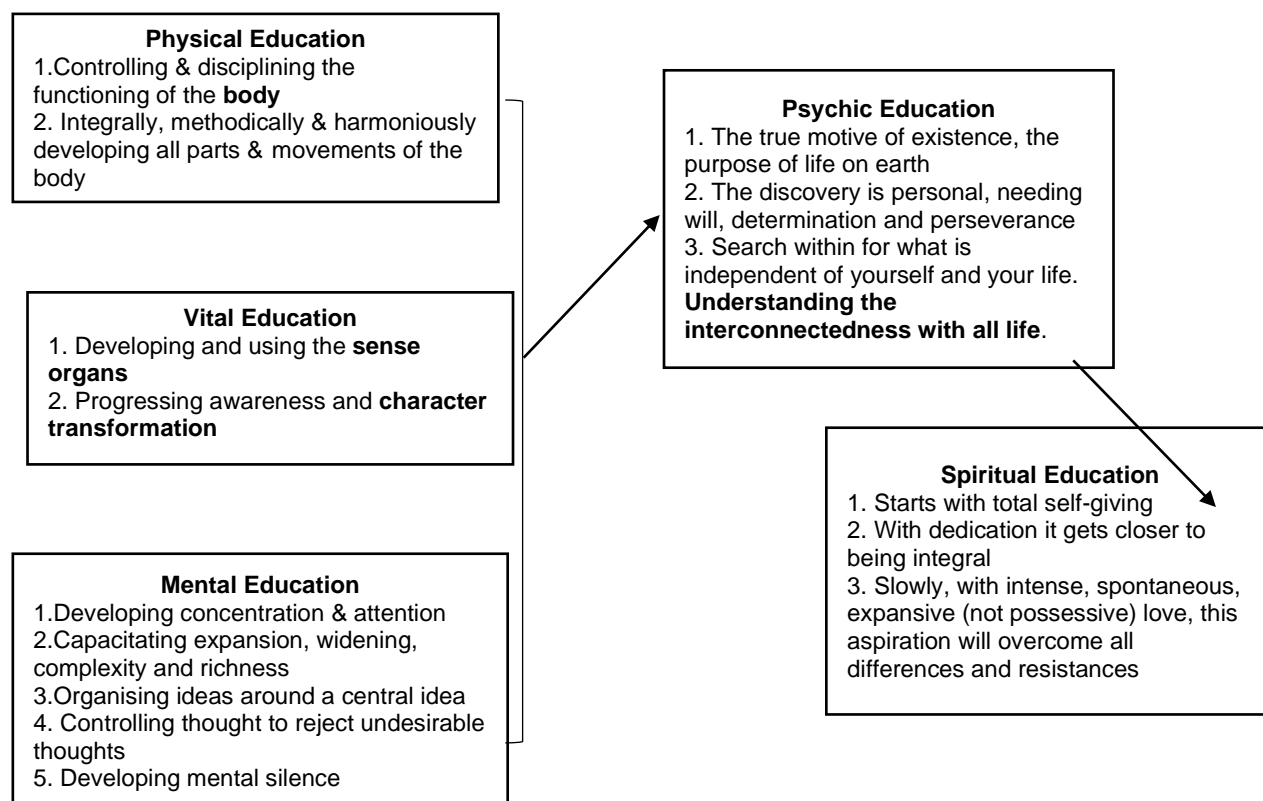 Physical Education
1.Controlling & disciplining the
functioning of the body
2. Integrally, methodically & harmoniously
developing all parts & movements of the
body
Vital Education
1. Developing and using the sense
organs
2. Progressing awareness and character
transformation
Mental Education
1.Developing concentration & attention
2.Capacitating expansion, widening,
complexity and richness
3.Organising ideas around a central idea
4. Controlling thought to reject undesirable
thoughts
5. Developing mental silence
Psychic Education
1. The true motive of existence, the
purpose of life on earth
2. The discovery is personal, needing
will, determination and perseverance
3. Search within for what is
independent of yourself and your life.
Understanding the
interconnectedness with all life.
Spiritual Education
1. Starts with total self-giving
2. With dedication it gets closer to
being integral
3. Slowly, with intense, spontaneous,
expansive (not possessive) love, this
aspiration will overcome all
differences and resistances